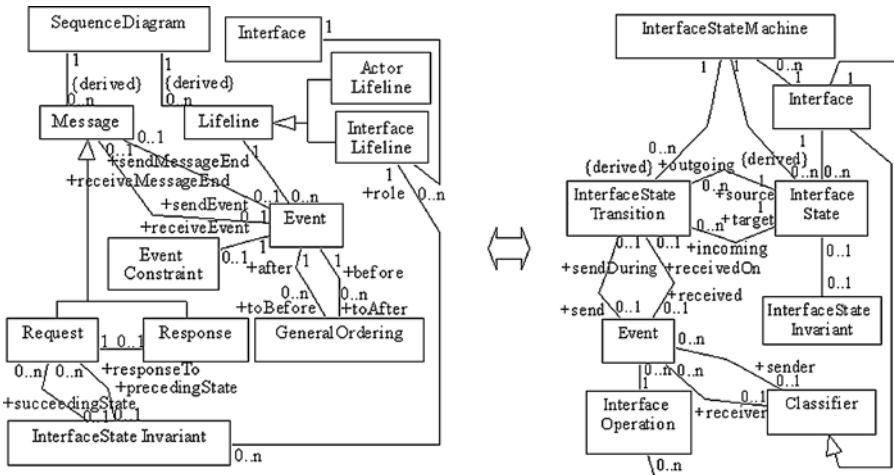 SequenceDiagram
Interface
1
1
1
{derived}
{derived}
0..n
0..n
Actor
Lifeline
Message
Lifeline
Interface
Lifeline
0..1
0..1
+sendMessageEnd
+receiveMessageEnd
1
1
0..n
+role
+sendEvent
0..1
0..n
0..1
+receiveEvent
Event
Event
Constraint
0..1
1
+after
1
1
+before
0..n
0..n
+toBefore
+toAfter
Request
Response
GeneralOrdering
1
0..1
0..n
0..n
+responseTo
+precedingState
+succeedingState
0..1
0..1
InterfaceState Invariant
0..n
InterfaceStateMachine
1
1
0..n
1
1
Interface
0..n
{derived}
+outgoing
{derived}
1
0..n
0..n
InterfaceState
Transition
0..n
1
+source
1
+target
0..n
Interface
State
+incoming
0..1
0..1
+sendDuring
+receivedOn
0..1
0..1
+send
0..1
+received
0..1
InterfaceState
Invariant
Event
0..n
+sender
0..n
0..n
1
0..1
0..1
+receiver
Interface
Operation
Classifier
0..n